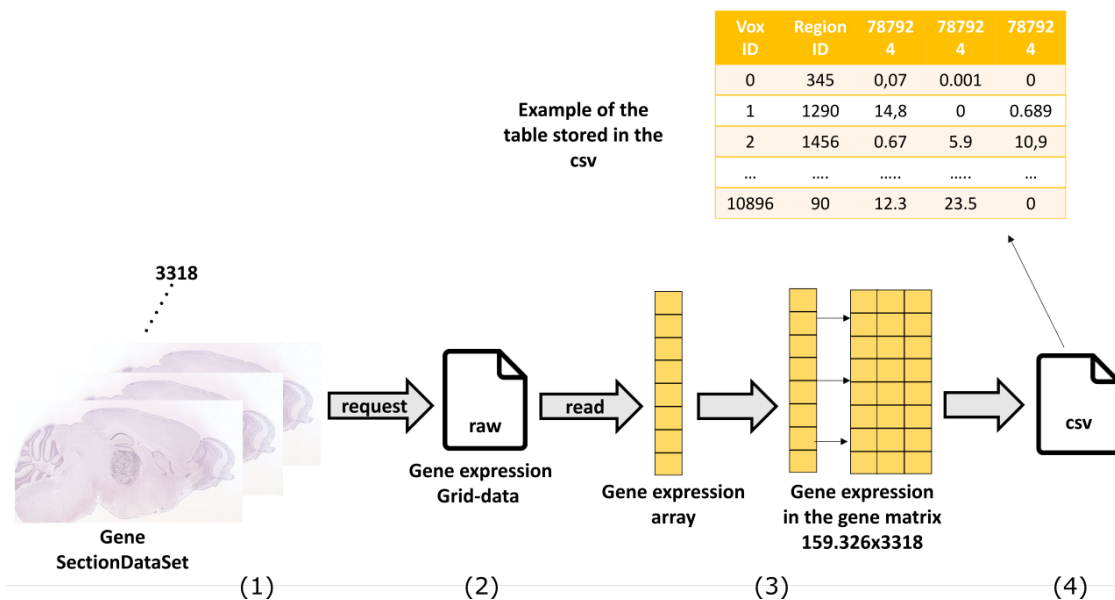 Vox ID Region ID 78792 4 78792 4 78792 4
0 345 0,07 0.001 0
1 1290 14,8 0 0.689
2 1456 0.67 5.9 10,9
... .... ..... ..... ...
10896 90 12.3 23.5 0
Example of the
table stored in the
csv
3318
request
raw
read
csv
Gene expression
Grid-data
Gene expression
array
Gene expression
in the gene matrix
159.326x3318
Gene
SectionDataSet
(1) (2) (3) (4)